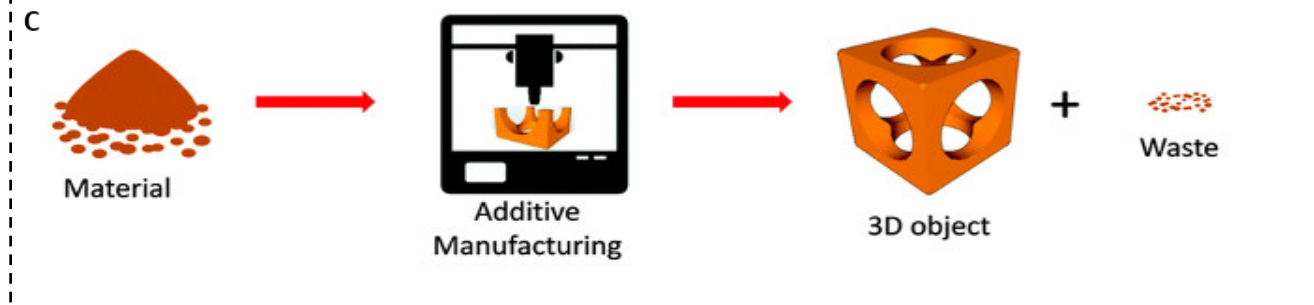 C
Material
Additive
Manufacturing
3D object
+
Waste